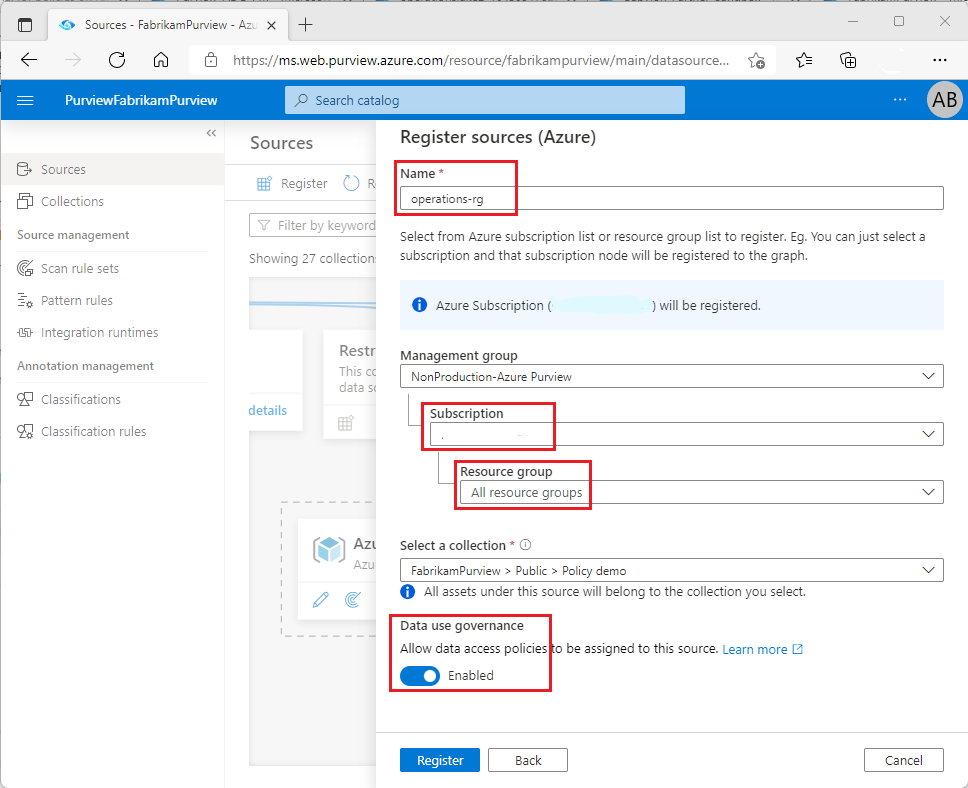 Sources - FabrikamPurview - Azu
https://ms.web.purview.azure.com/resource/fabrikampurview/main/datasource...
PurviewFabrikamPurview
Search catalog
AB
Sources
Collections
Source management
Scan rule sets
Pattern rules
Integration runtimes
Annotation management
Classifications
Classification rules
Sources
Register
R
Filter by keyword
Showing 27 collections
Restr
This co
data so
details
Azu
Azu
Register sources (Azure)
Name *
operations-rg
Select from Azure subscription list or resource group list to register. Eg. You can just select a
subscription and that subscription node will be registered to the graph.
Azure Subscription ( ) will be registered.
Management group
NonProduction-Azure Purview
Subscription
Resource group
All resource groups
Select a collection *
FabrikamPurview > Public > Policy demo
All assets under this source will belong to the collection you select.
Data use governance
Allow data access policies to be assigned to this source. Learn more
Enabled
Register
Back
Cancel